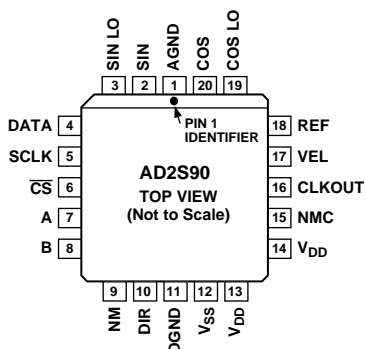 SIN LO
SIN
AGND
COS
COS LO
3
2
1
20
19
DATA 4
SCLK 5
CS 6
A 7
B 8
PIN 1
IDENTIFIER
AD2S90
TOP VIEW
(Not to Scale)
18 REF
17 VEL
16 CLKOUT
15 NMC
14 VDD
9
10
11
12
13
NM
DIR
DGND
VSS
VDD